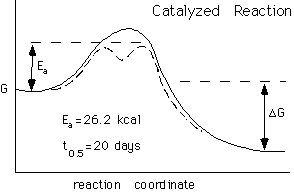 Catalyzed Reaction
Eₐ
G
Eₐ = 26.2 kcal
t₀.₅ = 20 days
ΔG
reaction coordinate